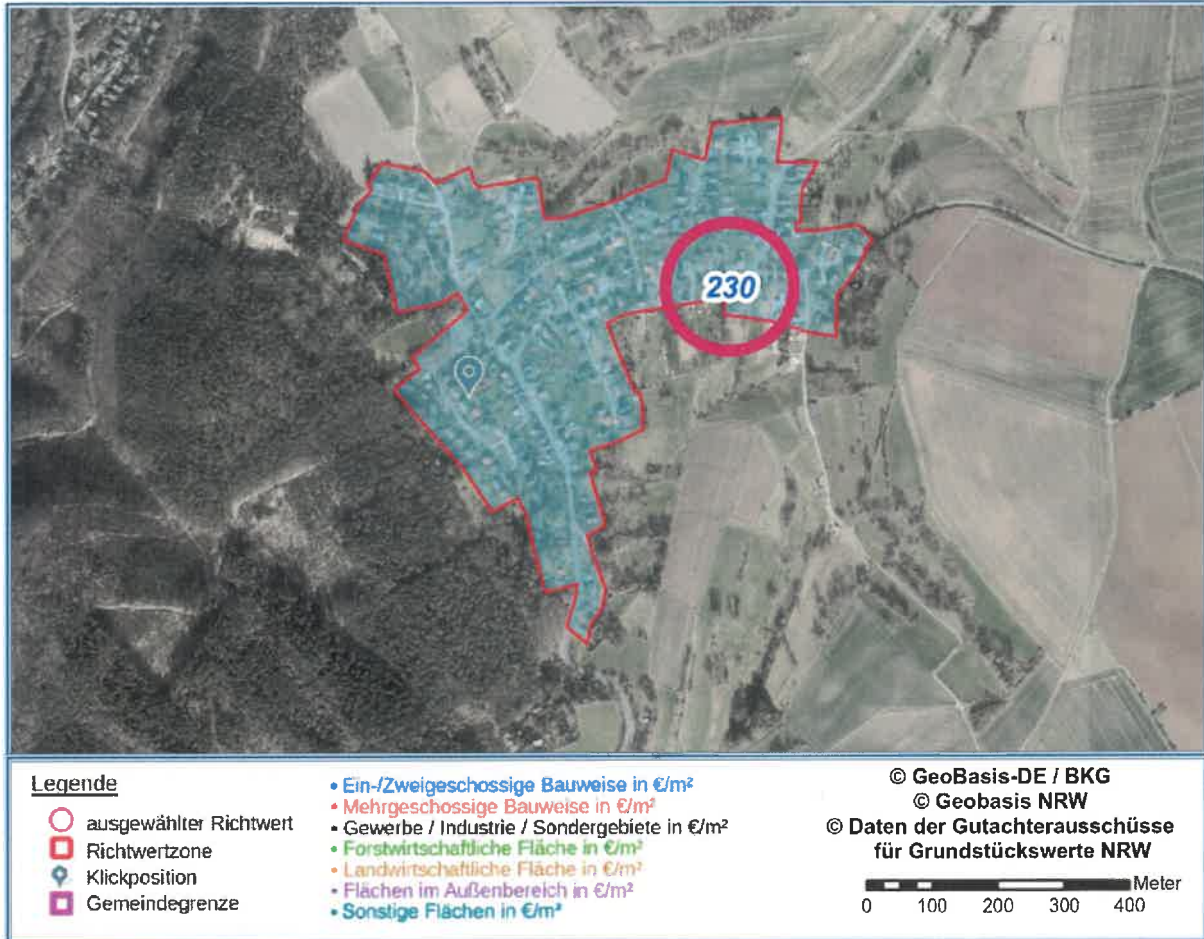 230
Legende
ausgewählter Richtwert
Richtwertzone
Klickposition
Gemeindegrenze
• Ein-/Zweigeschossige Bauweise in €/m²
• Mehrgeschossige Bauweise in €/m²
• Gewerbe / Industrie / Sondergebiete in €/m²
• Forstwirtschaftliche Fläche in €/m²
• Landwirtschaftliche Fläche in €/m²
• Flächen im Außenbereich in €/m²
• Sonstige Flächen in €/m²
© GeoBasis-DE / BKG
© Geobasis NRW
© Daten der Gutachterausschüsse
für Grundstückswerte NRW
Meter
0 100 200 300 400